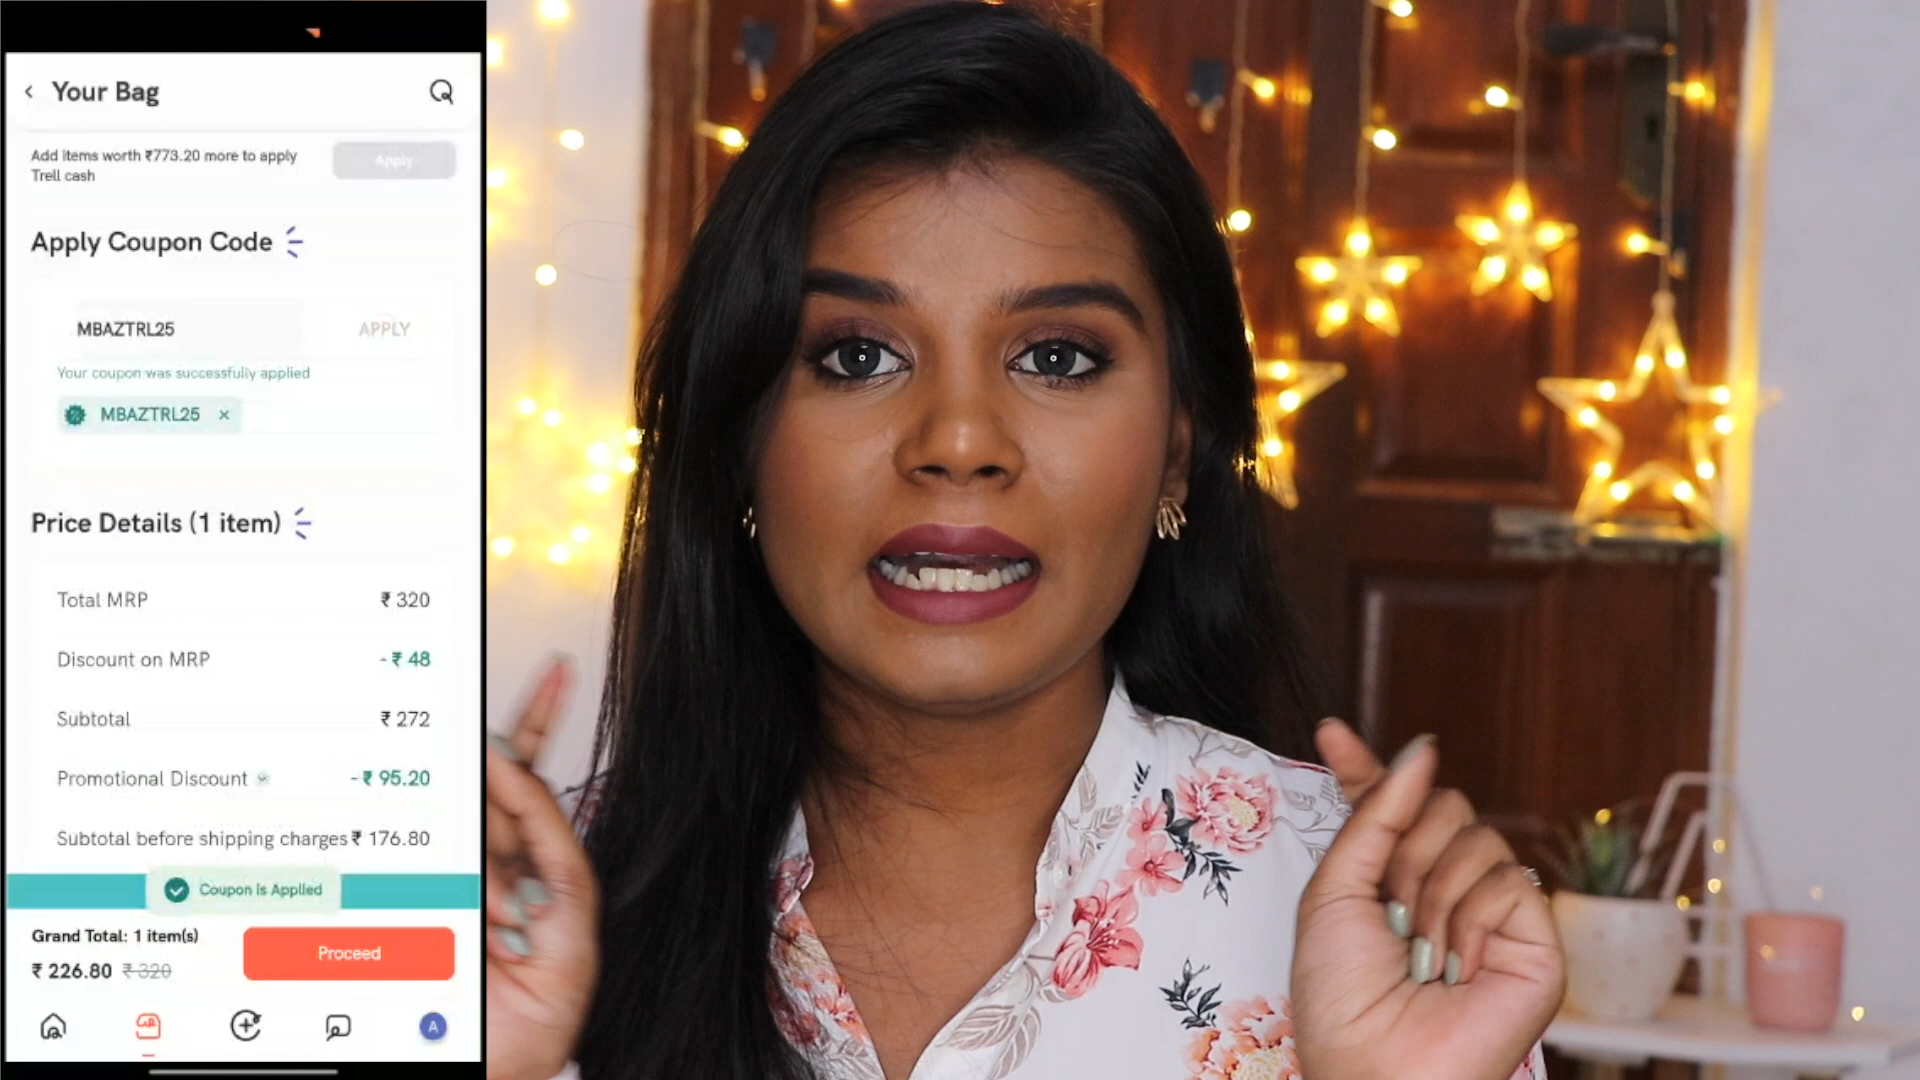 Your Bag
Add items worth ₹773.20 more to apply
Trell cash
Apply
Apply Coupon Code
MBAZTRL25
APPLY
Your coupon was successfully applied
MBAZTRL25 ×
Price Details (1 item)
Total MRP ₹ 320
Discount on MRP - ₹ 48
Subtotal ₹ 272
Promotional Discount - ₹ 95.20
Subtotal before shipping charges ₹ 176.80
Coupon is Applied
Grand Total: 1 item(s)
₹ 226.80 ₹ 320
Proceed
A